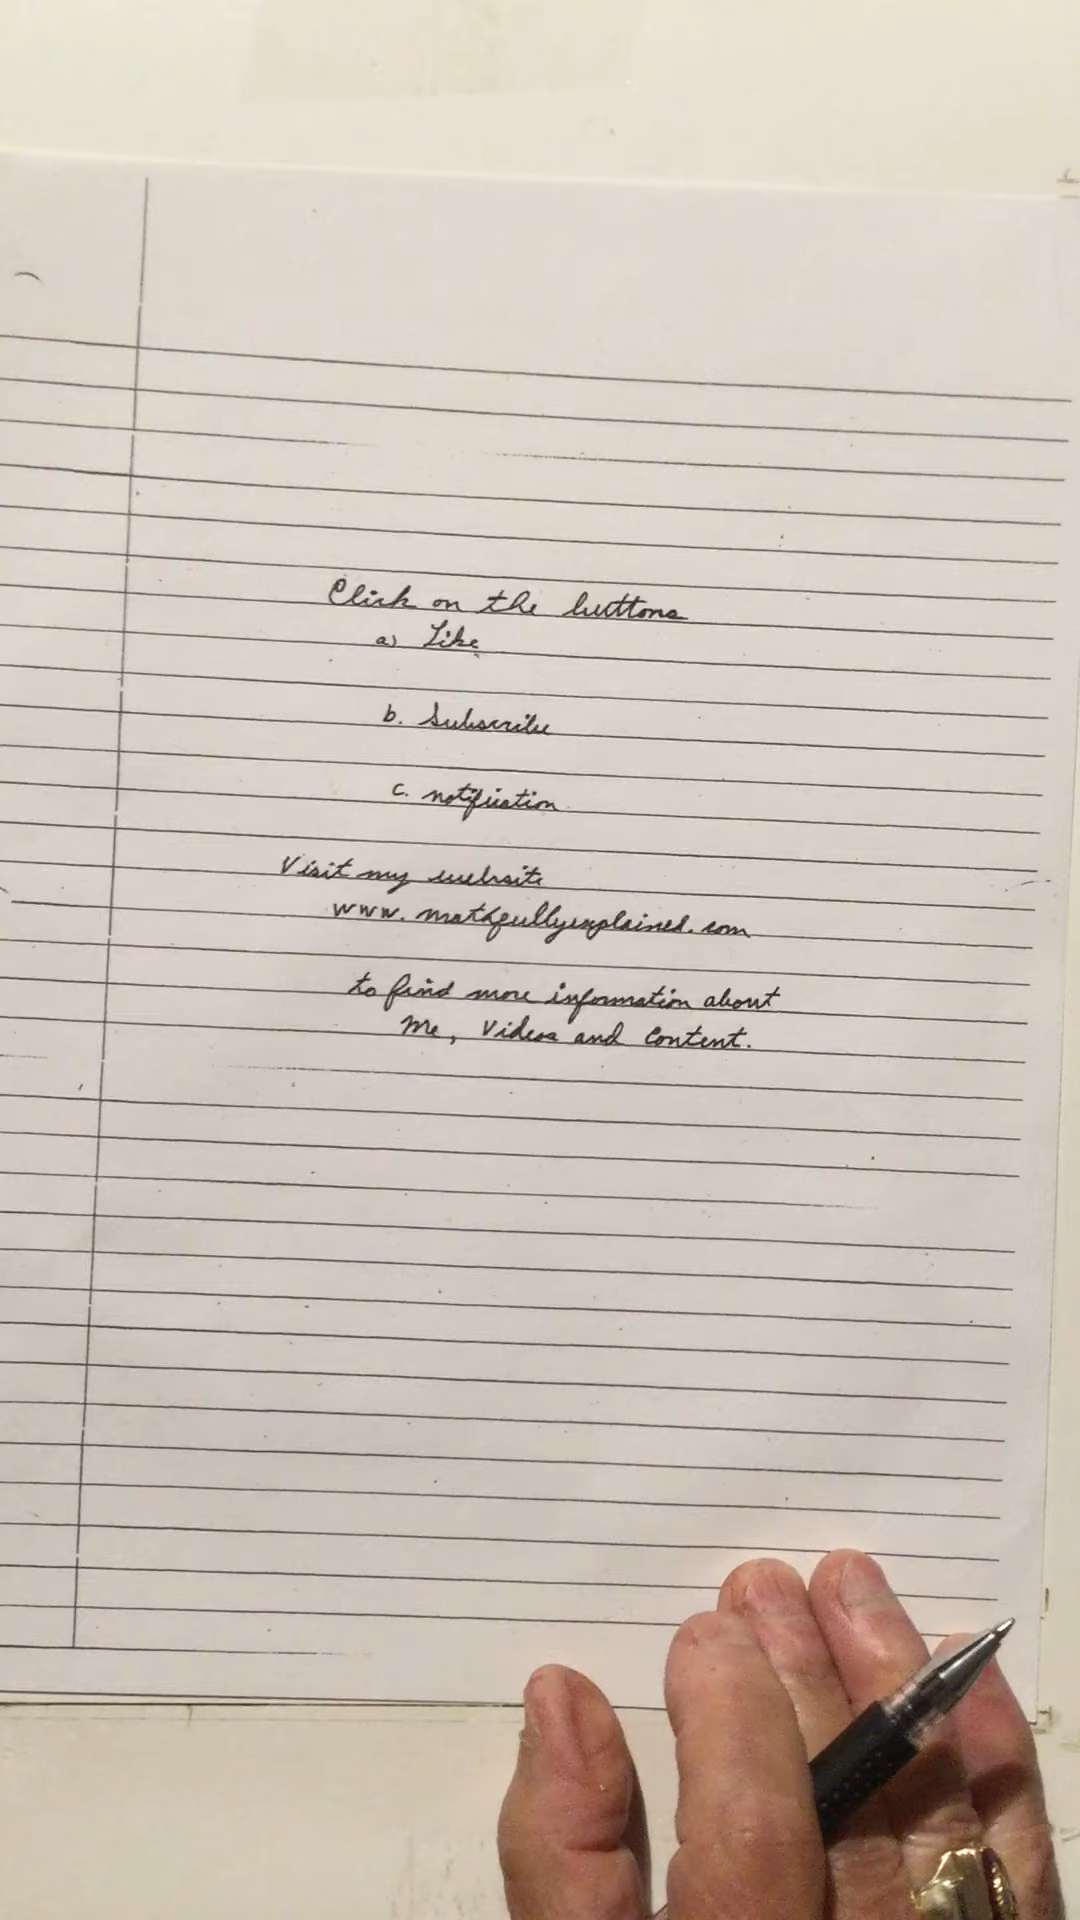 Click on the buttons
a) Like
b. Subscribe
c. notification
Visit my website
www.mathfullyexplained.com
to find more information about
Me, Videos and Content.